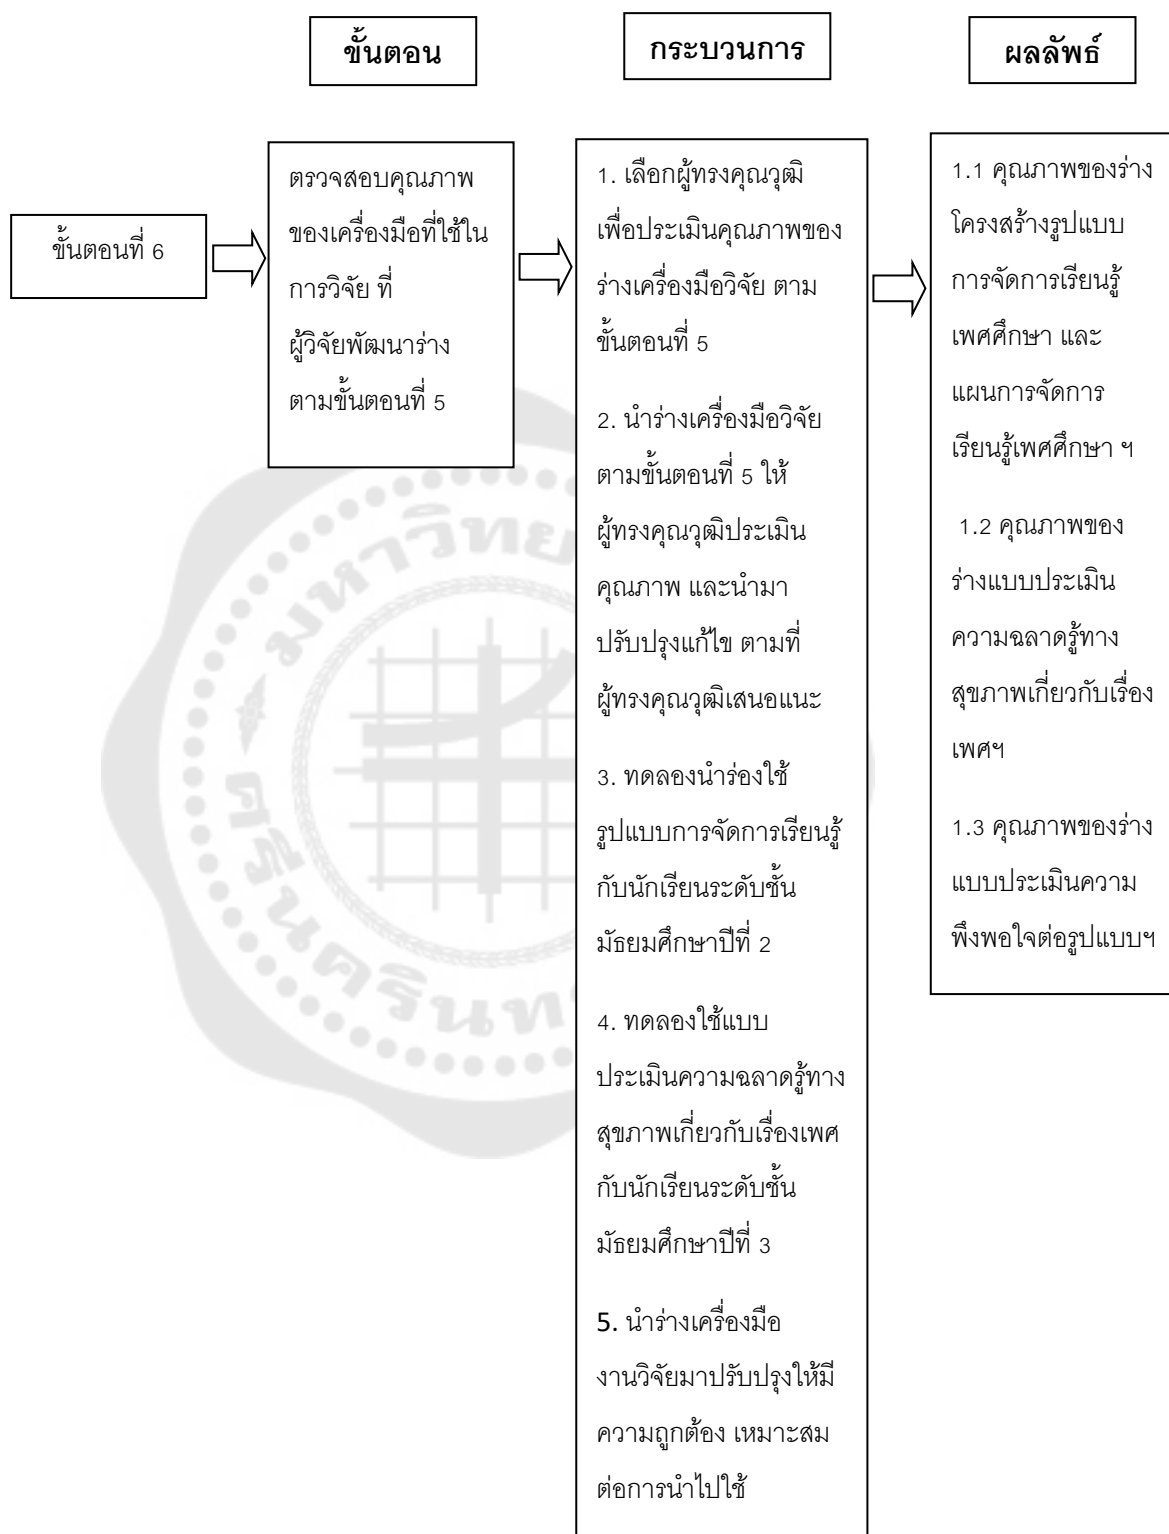 ขั้นตอน
กระบวนการ
ผลลัพธ์
ขั้นตอนที่ 6
ตรวจสอบคุณภาพ
ของเครื่องมือที่ใช้ใน
การวิจัย ที่
ผู้วิจัยพัฒนาร่าง
ตามขั้นตอนที่ 5
1. เลือกผู้ทรงคุณวุฒิ
เพื่อประเมินคุณภาพของ
ร่างเครื่องมือวิจัย ตาม
ขั้นตอนที่ 5
2. นำร่างเครื่องมือวิจัย
ตามขั้นตอนที่ 5 ให้
ผู้ทรงคุณวุฒิประเมิน
คุณภาพ และนำมา
ปรับปรุงแก้ไข ตามที่
ผู้ทรงคุณวุฒิเสนอแนะ
3. ทดลองนำร่องใช้
รูปแบบการจัดการเรียนรู้
กับนักเรียนระดับชั้น
มัธยมศึกษาปีที่ 2
4. ทดลองใช้แบบ
ประเมินความฉลาดรู้ทาง
สุขภาพเกี่ยวกับเรื่องเพศ
กับนักเรียนระดับชั้น
มัธยมศึกษาปีที่ 3
5. นำร่างเครื่องมือ
งานวิจัยมาปรับปรุงให้มี
ความถูกต้อง เหมาะสม
ต่อการนำไปใช้
1.1 คุณภาพของร่าง
โครงสร้างรูปแบบ
การจัดการเรียนรู้
เพศศึกษา และ
แผนการจัดการ
เรียนรู้เพศศึกษา ฯ
1.2 คุณภาพของ
ร่างแบบประเมิน
ความฉลาดรู้ทาง
สุขภาพเกี่ยวกับเรื่อง
เพศฯ
1.3 คุณภาพของร่าง
แบบประเมินความ
พึงพอใจต่อรูปแบบฯ